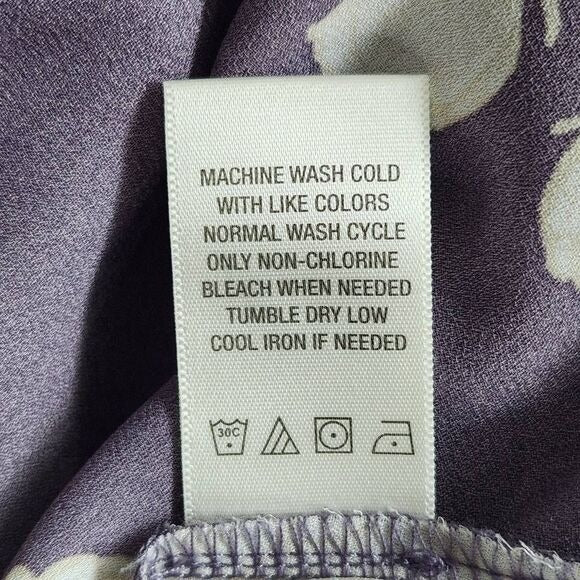 MACHINE WASH COLD
WITH LIKE COLORS
NORMAL WASH CYCLE
ONLY NON-CHLORINE
BLEACH WHEN NEEDED
TUMBLE DRY LOW
COOL IRON IF NEEDED
30C